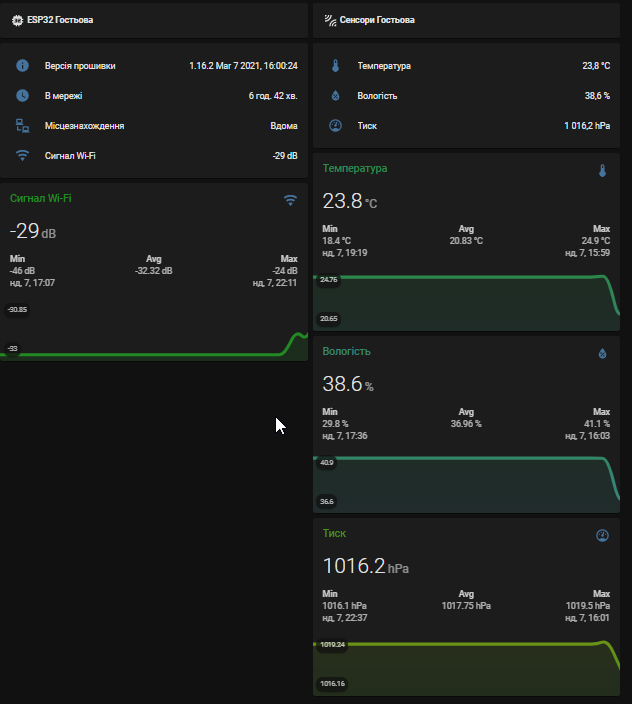 ESP32 Гостьова
Версія прошивки 1.16.2 Mar 7 2021, 16:00:24
В мережі 6 год. 42 хв.
Місцезнаходження Вдома
Сигнал Wi-Fi -29 dB
Сигнал Wi-Fi
-29 dB
Min Avg Max
-46 dB -32.32 dB -24 dB
нд, 7, 17:07 нд, 7, 22:11
-30.85
-33
Сенсори Гостьова
Температура 23,8 °C
Вологість 38,6 %
Тиск 1 016,2 hPa
Температура
23.8 °C
Min Avg Max
18.4 °C 20.83 °C 24.9 °C
нд, 7, 19:19 нд, 7, 15:59
24.76
20.65
Вологість
38.6 %
Min Avg Max
29.8 % 36.96 % 41.1 %
нд, 7, 17:36 нд, 7, 16:03
40.9
36.6
Тиск
1016.2 hPa
Min Avg Max
1016.1 hPa 1017.75 hPa 1019.5 hPa
нд, 7, 22:37 нд, 7, 16:01
1019.24
1016.16